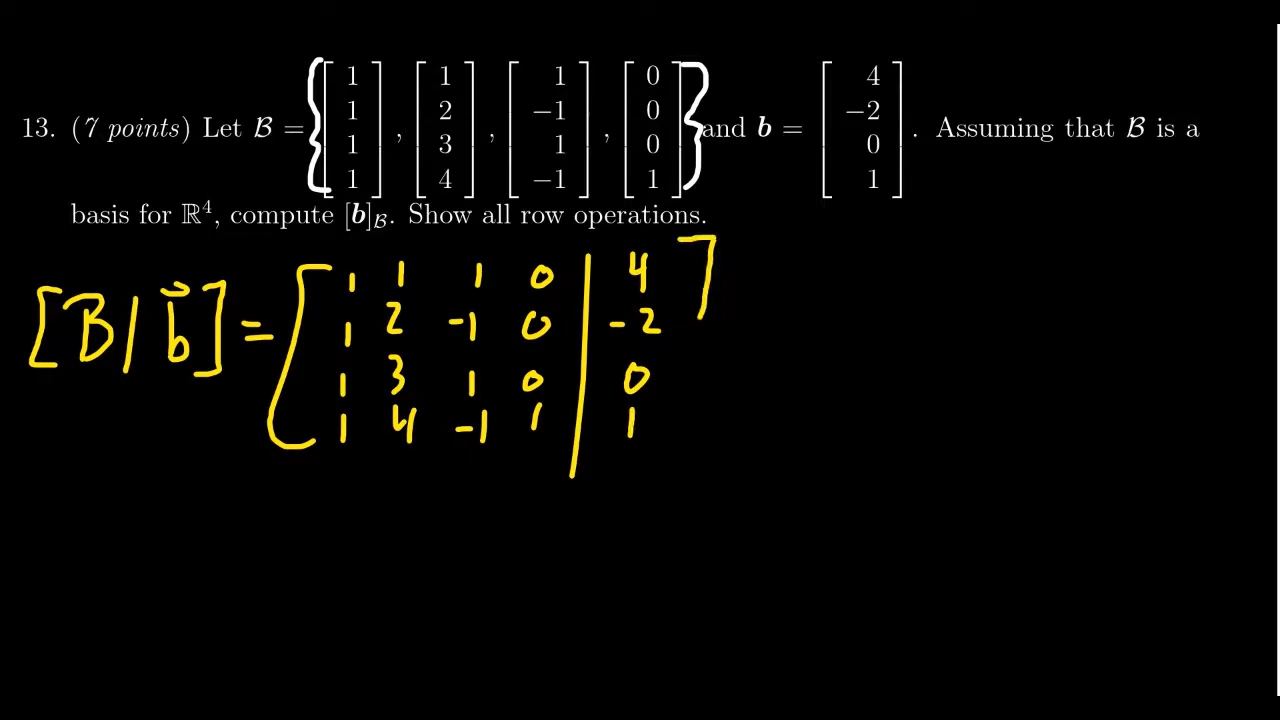 13. (7 points) Let B = { [1 1 1 1], [1 2 3 4], [1 −1 1 −1], [0 0 0 1] } and b = [4 −2 0 1]. Assuming that B is a
basis for ℝ⁴, compute [b]_B. Show all row operations.
[B | b⃗] = [ 1 1 1 0 | 4 ]
1 2 -1 0 | -2
1 3 1 0 | 0
1 4 -1 1 | 1